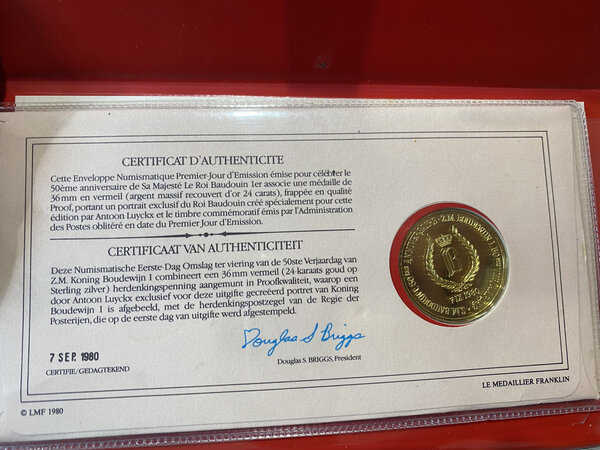 CERTIFICAT D'AUTHENTICITE
Cette Enveloppe Numismatique Premier-Jour d'Emission émise pour célébrer le
50ème anniversaire de Sa Majesté Le Roi Baudouin 1er associe une médaille de
36mm en vermeil (argent massif recouvert d'or 24 carats), frappée en qualité
Proof, portant un portrait exclusif du Roi Baudouin créé spécialement pour cette
édition par Antoon Luyckx et le timbre commémoratif émis par l'Administration
des Postes oblitéré en date du Premier Jour d'Emission.
CERTIFICAAT VAN AUTHENTICITEIT
Deze Numismatische Eerste-Dag Omslag ter viering van de 50ste Verjaardag van
Z.M. Koning Boudewijn I combineert een 36mm vermeil (24-karaats goud op
Sterling zilver) herdenkingspenning aangemunt in Proofkwaliteit, waarop een
door Antoon Luyckx exclusief voor deze uitgifte gecreëerd portret van Koning
Boudewijn I is afgebeeld, met de herdenkingspostzegel van de Regie der
Posterijen, die op de eerste dag van uitgifte werd afgestempeld.
Douglas S Briggs
7 SEP. 1980
Douglas S. BRIGGS, President
CERTIFIE/GEDAGTEKEND
LE MEDAILLIER FRANKLIN
© LMF 1980
Z.M. BOUDEWIJN I
S.M. BAUDOUIN
7 IX 1980